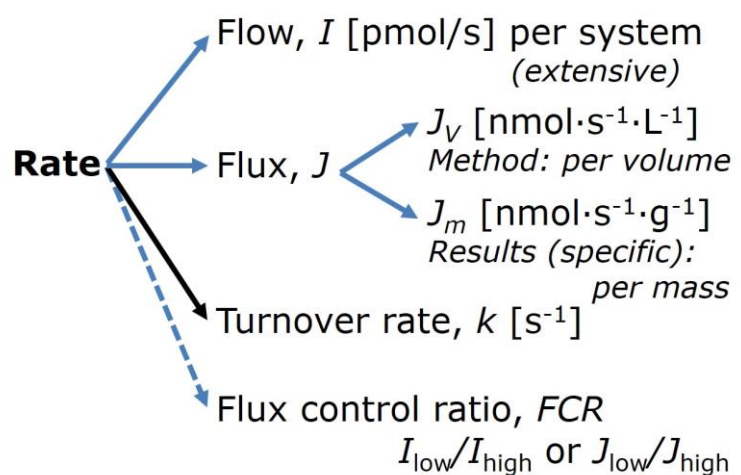 Flow, I [pmol/s] per system
(extensive)
J_V [nmol·s⁻¹·L⁻¹]
Method: per volume
Rate
Flux, J
J_m [nmol·s⁻¹·g⁻¹]
Results (specific):
per mass
Turnover rate, k [s⁻¹]
Flux control ratio, FCR
I_low/I_high or J_low/J_high